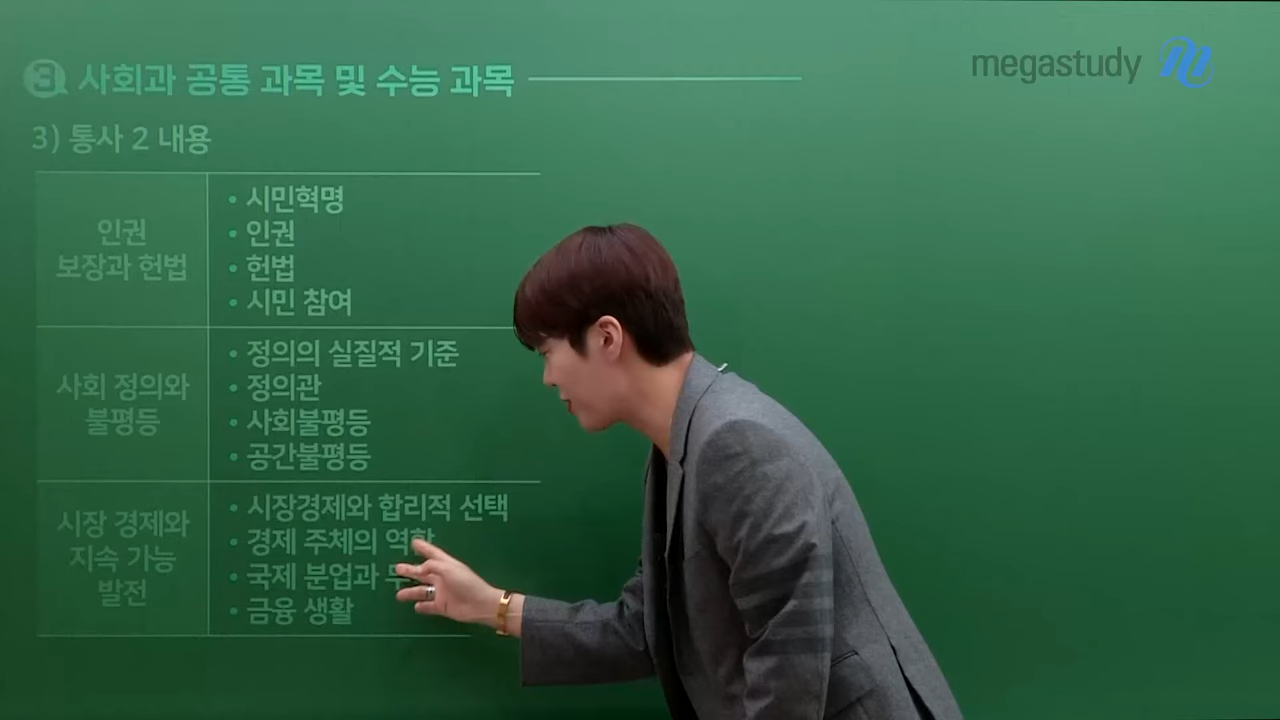 megastudy
3 사회과 공통 과목 및 수능 과목
3) 통사 2 내용
인권
보장과 헌법
• 시민혁명
• 인권
• 헌법
• 시민 참여
사회 정의와
불평등
• 정의의 실질적 기준
• 정의관
• 사회불평등
• 공간불평등
시장 경제와
지속 가능
발전
• 시장경제와 합리적 선택
• 경제 주체의 역할
• 국제 분업과
• 금융 생활